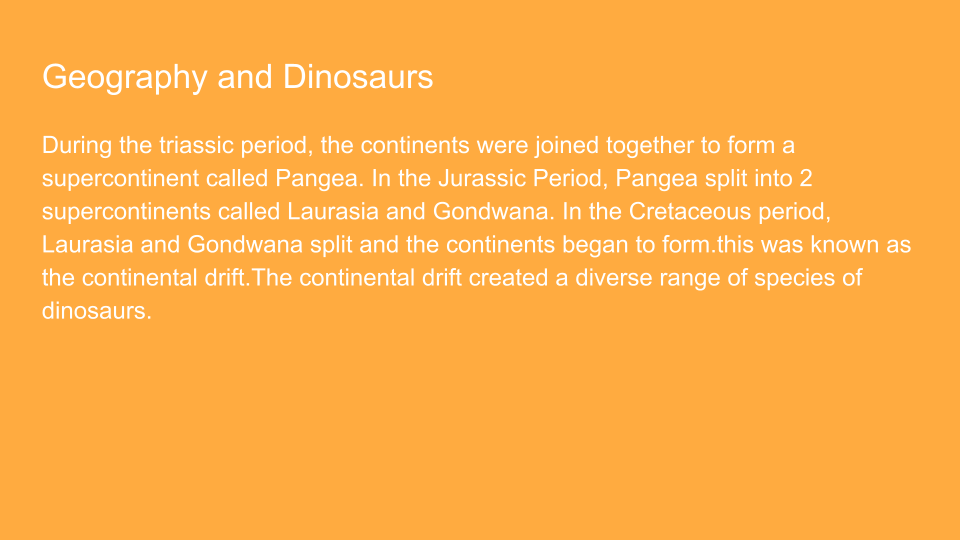 Geography and Dinosaurs
During the triassic period, the continents were joined together to form a
supercontinent called Pangea. In the Jurassic Period, Pangea split into 2
supercontinents called Laurasia and Gondwana. In the Cretaceous period,
Laurasia and Gondwana split and the continents began to form.this was known as
the continental drift.The continental drift created a diverse range of species of
dinosaurs.